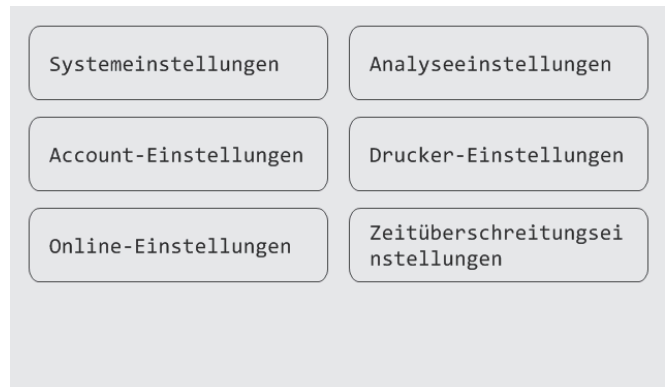 Systemeinstellungen
Analyseeinstellungen
Account-Einstellungen
Drucker-Einstellungen
Online-Einstellungen
Zeitüberschreitungsei
nstellungen